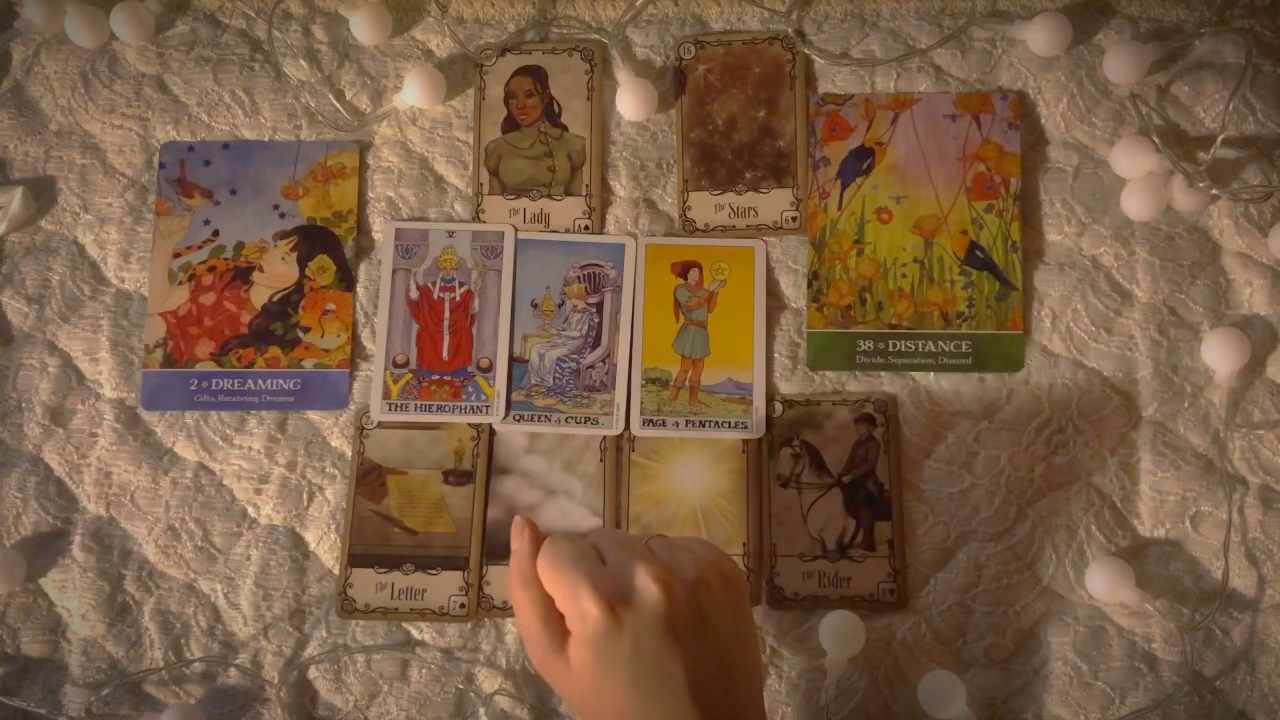 The Lady
A♠
16
The Stars
6♥
V
2 * DREAMING
Gifts, Receiving, Dreams
THE HIEROPHANT
QUEEN of CUPS.
PAGE of PENTACLES.
38 * DISTANCE
Divide, Separation, Discord
The Letter
7♠
The Rider